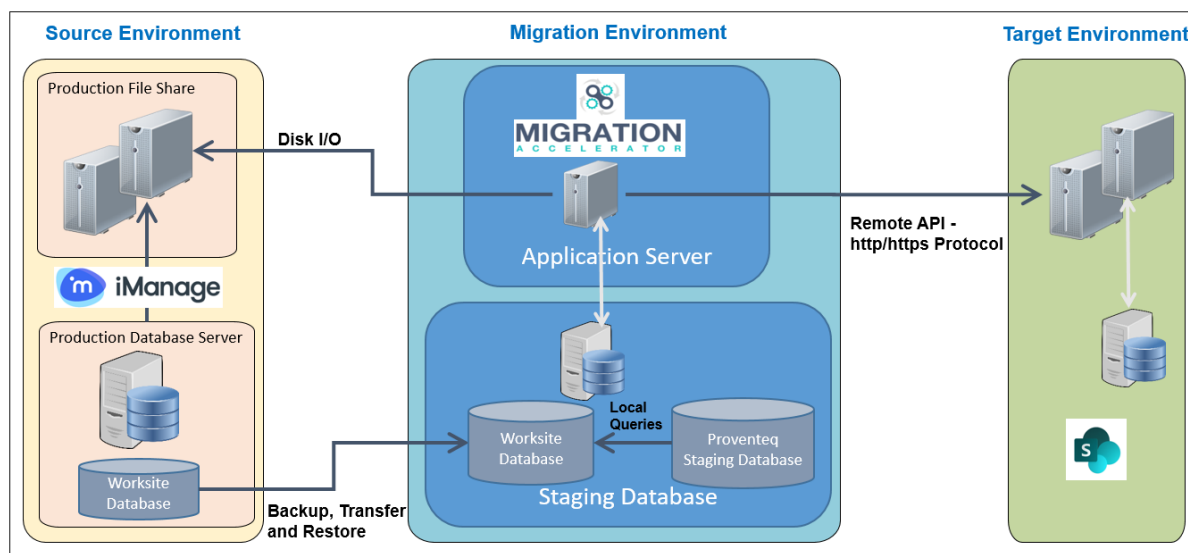 Source Environment
Migration Environment
Target Environment
Production File Share
MIGRATION
ACCELERATOR
Disk I/O
Remote API -
http/https Protocol
Application Server
im iManage
Production Database Server
Local
Queries
Worksite
Database
Proventeq
Staging Database
Staging Database
Worksite
Database
Backup, Transfer
and Restore
S